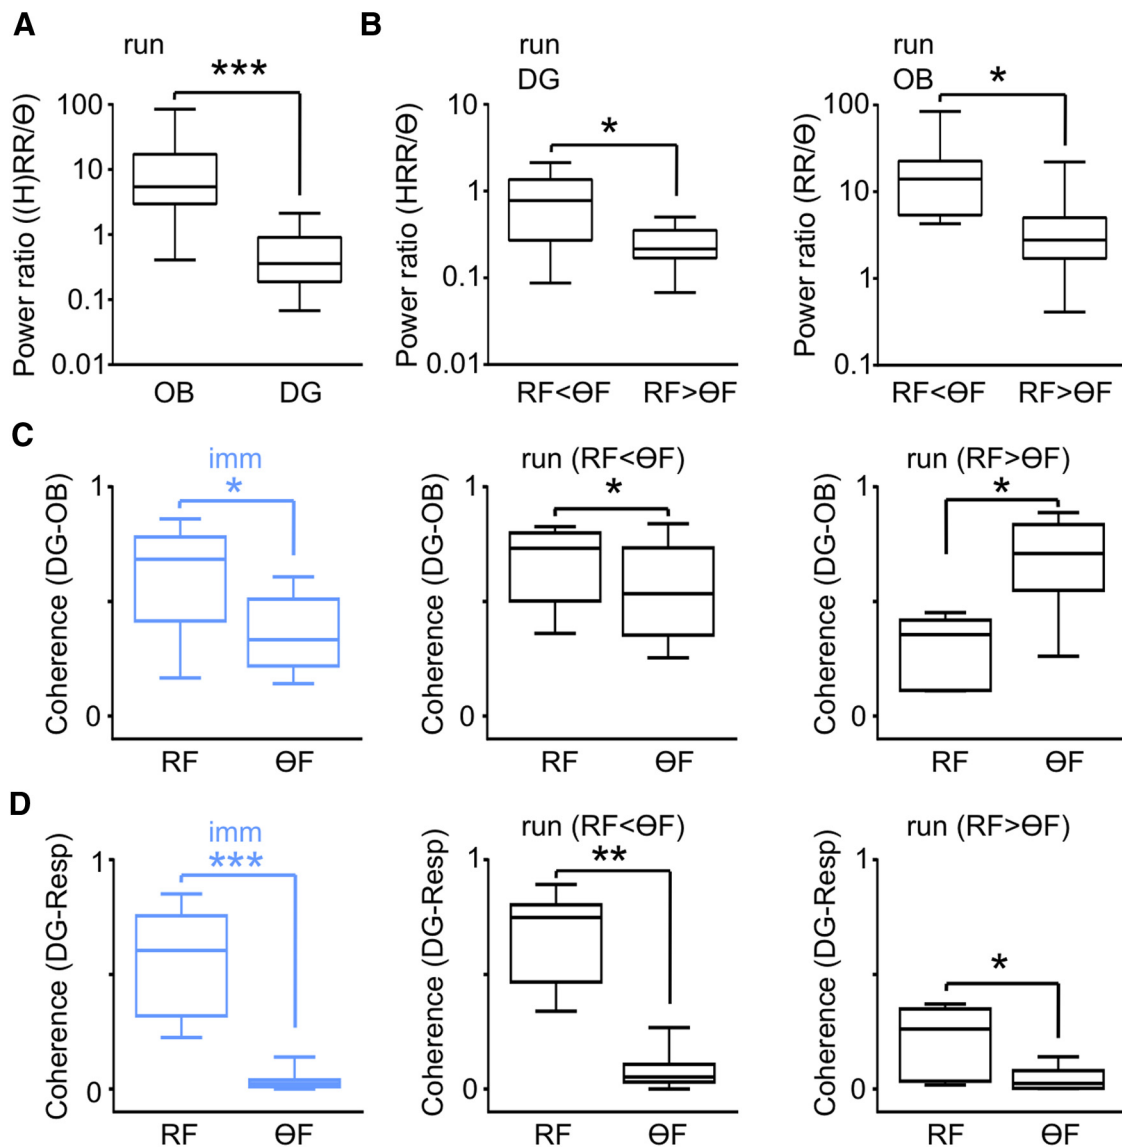 A
run
***
Power ratio ((H)RR/ϴ)
100
10
1
0.1
0.01
OB DG
B
run
DG
*
Power ratio (HRR/ϴ)
10
1
0.1
0.01
RF<ϴF RF>ϴF
run
OB
*
Power ratio (RR/ϴ)
100
10
1
0.1
RF<ϴF RF>ϴF
C
imm
*
Coherence (DG-OB)
1
0
RF ϴF
run (RF<ϴF)
*
Coherence (DG-OB)
1
0
RF ϴF
run (RF>ϴF)
*
Coherence (DG-OB)
1
0
RF ϴF
D
imm
***
Coherence (DG-Resp)
1
0
RF ϴF
run (RF<ϴF)
**
Coherence (DG-Resp)
1
0
RF ϴF
run (RF>ϴF)
*
Coherence (DG-Resp)
1
0
RF ϴF